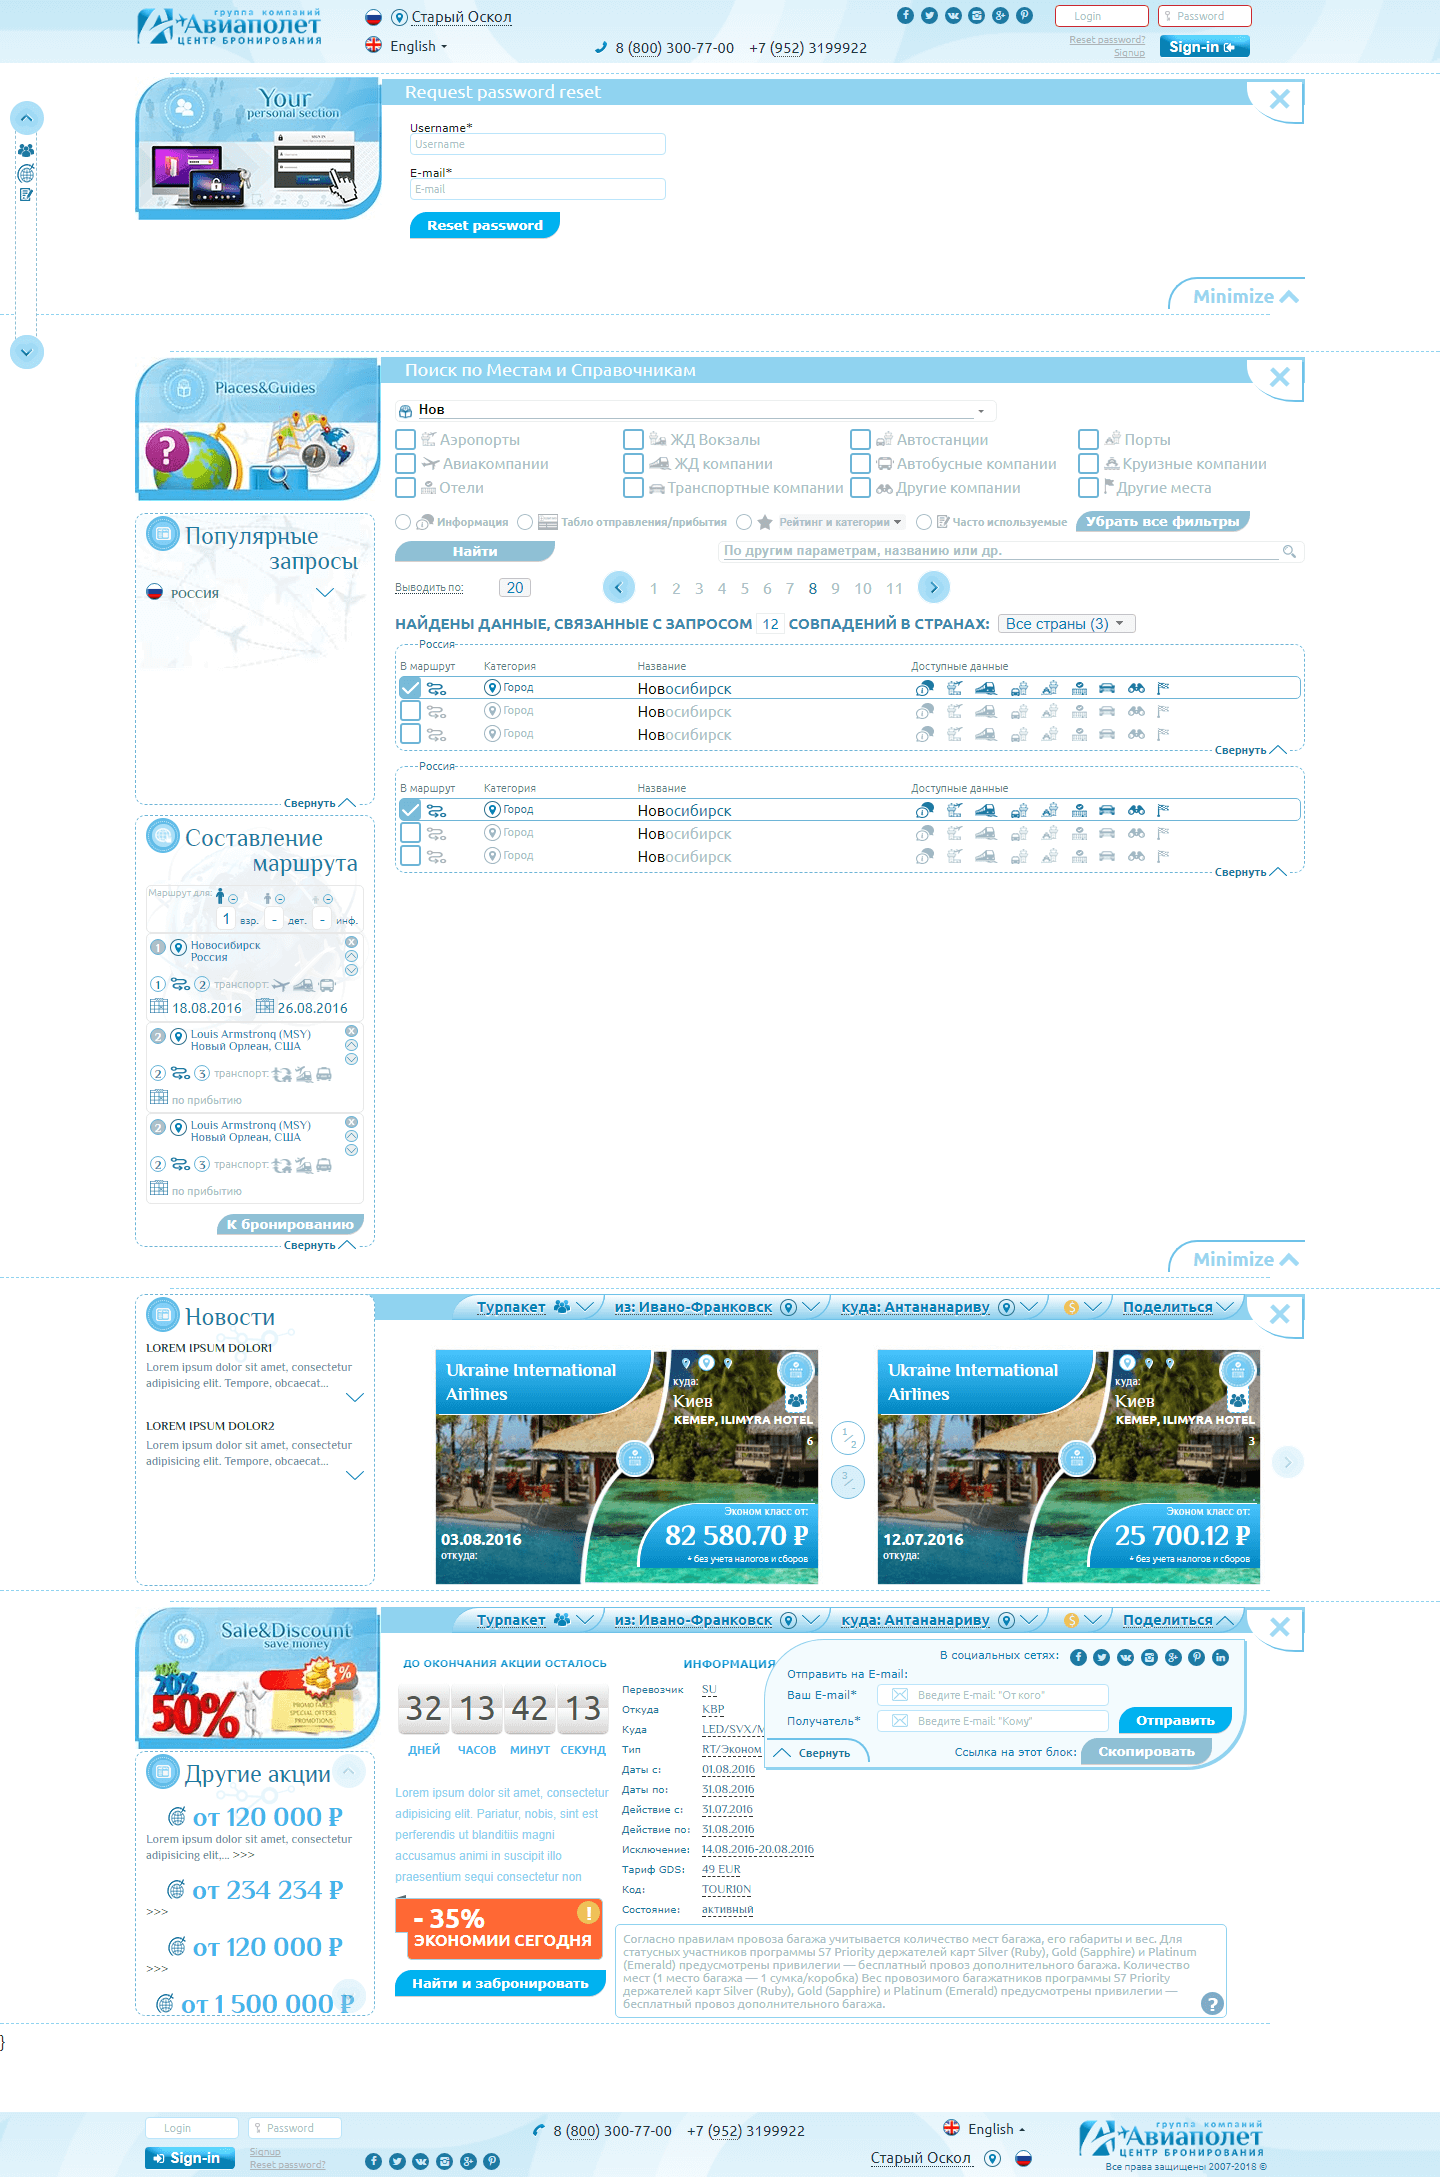 группа компаний
Авиаполет
ЦЕНТР БРОНИРОВАНИЯ
Старый Оскол
English
8 (800) 300-77-00 +7 (952) 3199922
Login
Password
Reset password?
Signup
Sign-in
Your
personal section
SIGN IN
Request password reset
Username*
Username
E-mail*
E-mail
Reset password
Minimize
Places&Guides
Поиск по Местам и Справочникам
Нов
Аэропорты
ЖД Вокзалы
Автостанции
Порты
Авиакомпании
ЖД компании
Автобусные компании
Круизные компании
Отели
Транспортные компании
Другие компании
Другие места
Информация
Табло отправления/прибытия
Рейтинг и категории
Часто используемые
Убрать все фильтры
Найти
По другим параметрам, названию или др.
Выводить по:
20
1 2 3 4 5 6 7 8 9 10 11
НАЙДЕНЫ ДАННЫЕ, СВЯЗАННЫЕ С ЗАПРОСОМ 12 СОВПАДЕНИЙ В СТРАНАХ: Все страны (3)
Россия
В маршрут Категория Название Доступные данные
Город Новосибирск
Город Новосибирск
Город Новосибирск
Свернуть
Россия
В маршрут Категория Название Доступные данные
Город Новосибирск
Город Новосибирск
Город Новосибирск
Свернуть
Популярные
запросы
РОССИЯ
Свернуть
Составление
маршрута
Маршрут для:
1 взр. - дет. - инф.
1 Новосибирск
Россия
1 2 транспорт:
18.08.2016 26.08.2016
2 Louis Armstronq (MSY)
Новый Орлеан, США
2 3 транспорт:
по прибытию
2 Louis Armstronq (MSY)
Новый Орлеан, США
2 3 транспорт:
по прибытию
К бронированию
Свернуть
Minimize
Новости
LOREM IPSUM DOLOR1
Lorem ipsum dolor sit amet, consectetur
adipisicing elit. Tempore, obcaecat...
LOREM IPSUM DOLOR2
Lorem ipsum dolor sit amet, consectetur
adipisicing elit. Tempore, obcaecat...
Турпакет
из: Ивано-Франковск
куда: Антананариву
$
Поделиться
Ukraine International
Airlines
куда:
Киев
КЕМЕР, ILIMYRA HOTEL
6
03.08.2016
откуда:
Эконом класс от:
82 580.70 ₽
* без учета налогов и сборов
1/2
3/-
Ukraine International
Airlines
куда:
Киев
КЕМЕР, ILIMYRA HOTEL
3
12.07.2016
откуда:
Эконом класс от:
25 700.12 ₽
* без учета налогов и сборов
Sale&Discount
save money
%
10%
20%
50%
%
PROMO FARES
SPECIAL OFFERS
PROMOTIONS
Турпакет
из: Ивано-Франковск
куда: Антананариву
$
Поделиться
ДО ОКОНЧАНИЯ АКЦИИ ОСТАЛОСЬ
32 13 42 13
ДНЕЙ ЧАСОВ МИНУТ СЕКУНД
Lorem ipsum dolor sit amet, consectetur
adipisicing elit. Pariatur, nobis, sint est
perferendis ut blanditiis magni
accusamus animi in suscipit illo
praesentium sequi consectetur non
- 35%
ЭКОНОМИИ СЕГОДНЯ
!
Найти и забронировать
ИНФОРМАЦИЯ
Перевозчик SU
Откуда KBP
Куда LED/SVX/M
Тип RT/Эконом
Даты с: 01.08.2016
Даты по: 31.08.2016
Действие с: 31.07.2016
Действие по: 31.08.2016
Исключение: 14.08.2016-20.08.2016
Тариф GDS: 49 EUR
Код: TOUR10N
Состояние: активный
В социальных сетях:
Отправить на E-mail:
Ваш E-mail* Введите E-mail: "От кого"
Получатель* Введите E-mail: "Кому"
Отправить
Свернуть
Ссылка на этот блок:
Скопировать
Согласно правилам провоза багажа учитывается количество мест багажа, его габариты и вес. Для
статусных участников программы S7 Priority держателей карт Silver (Ruby), Gold (Sapphire) и Platinum
(Emerald) предусмотрены привилегии — бесплатный провоз дополнительного багажа. Количество
мест (1 место багажа — 1 сумка/коробка) Вес провозимого багажатников программы S7 Priority
держателей карт Silver (Ruby), Gold (Sapphire) и Platinum (Emerald) предусмотрены привилегии —
бесплатный провоз дополнительного багажа.
?
Другие акции
от 120 000 ₽
Lorem ipsum dolor sit amet, consectetur
adipisicing elit,... >>>
от 234 234 ₽
>>>
от 120 000 ₽
>>>
от 1 500 000 ₽
}
Login
Password
Sign-in
Signup
Reset password?
8 (800) 300-77-00 +7 (952) 3199922
English
Старый Оскол
группа компаний
Авиаполет
ЦЕНТР БРОНИРОВАНИЯ
Все права защищены 2007-2018 ©